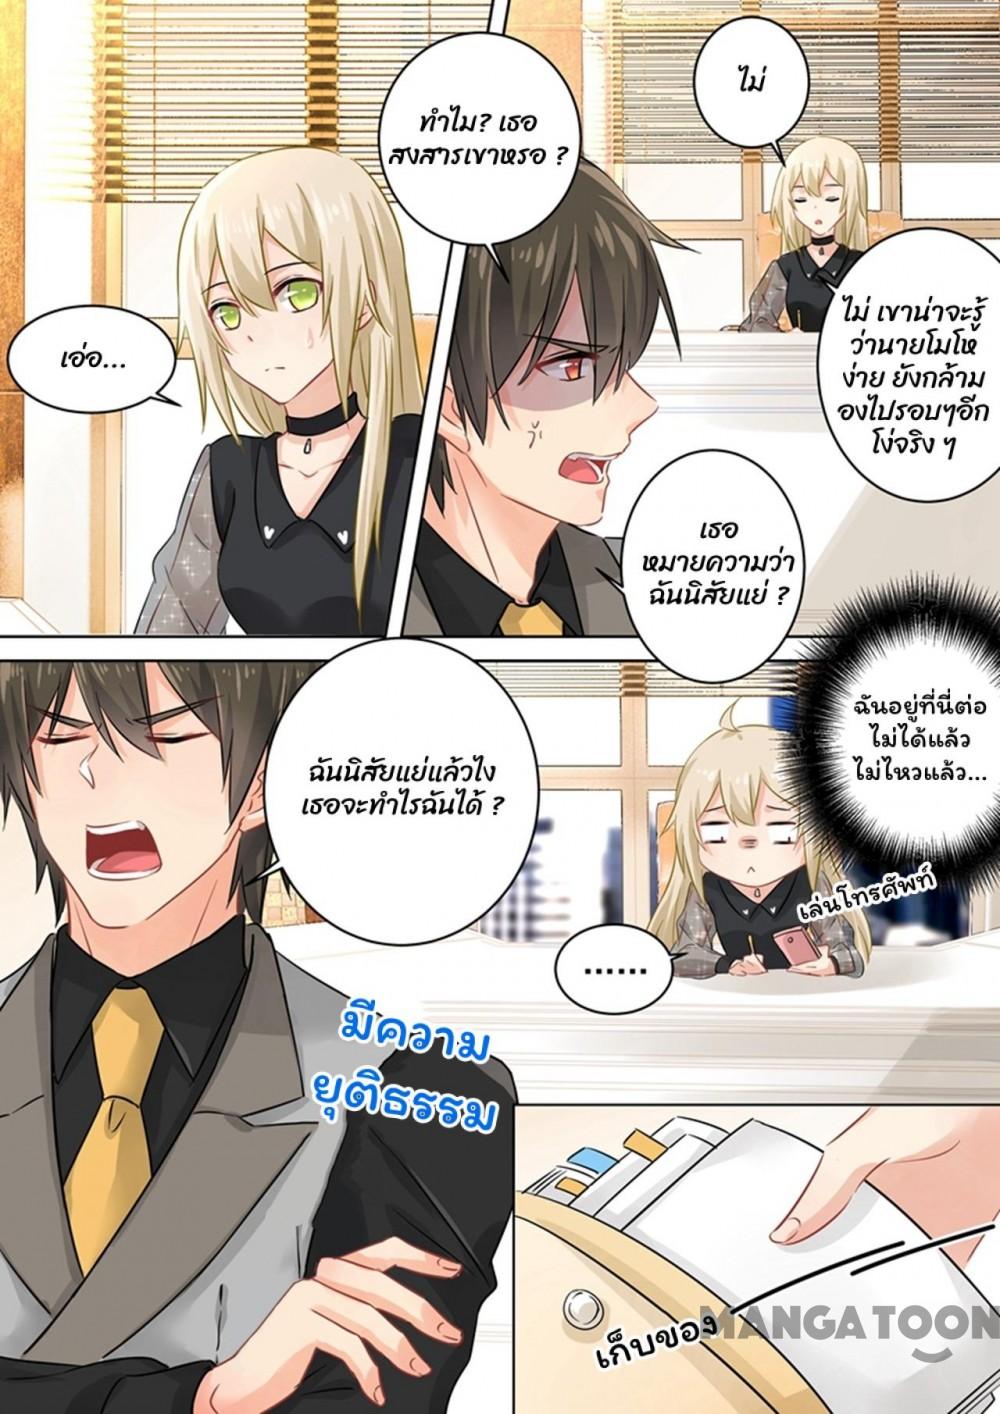 เอ่อ...
ทำไม? เธอ
สงสารเขาหรอ ?
ไม่
ไม่ เขาน่าจะรู้
ว่านายโมโห
ง่าย ยังกล้าม
องไปรอบๆอีก
โง่จริง ๆ
เธอ
หมายความว่า
ฉันนิสัยแย่ ?
ฉันนิสัยแย่แล้วไง
เธอจะทำไรฉันได้ ?
มีความ
ยุติธรรม
ฉันอยู่ที่นี่ต่อ
ไม่ได้แล้ว
ไม่ไหวแล้ว...
เล่นโทรศัพท์
......
เก็บของ
MANGATOON